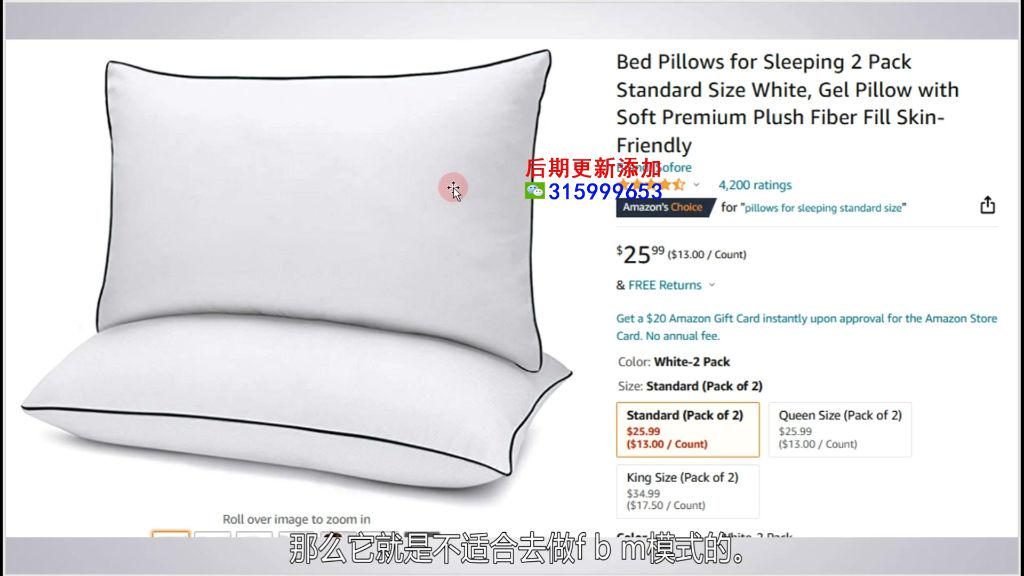 Bed Pillows for Sleeping 2 Pack
Standard Size White, Gel Pillow with
Soft Premium Plush Fiber Fill Skin-
Friendly
后期更新添加
sofore
315999653
4,200 ratings
Amazon's Choice for "pillows for sleeping standard size"
$25.99 ($13.00 / Count)
& FREE Returns
Get a $20 Amazon Gift Card instantly upon approval for the Amazon Store
Card. No annual fee.
Color: White-2 Pack
Size: Standard (Pack of 2)
Standard (Pack of 2)
$25.99
($13.00 / Count)
Queen Size (Pack of 2)
$25.99
($13.00 / Count)
King Size (Pack of 2)
$34.99
($17.50 / Count)
Roll over image to zoom in
那么它就是不适合去做f b m模式的。